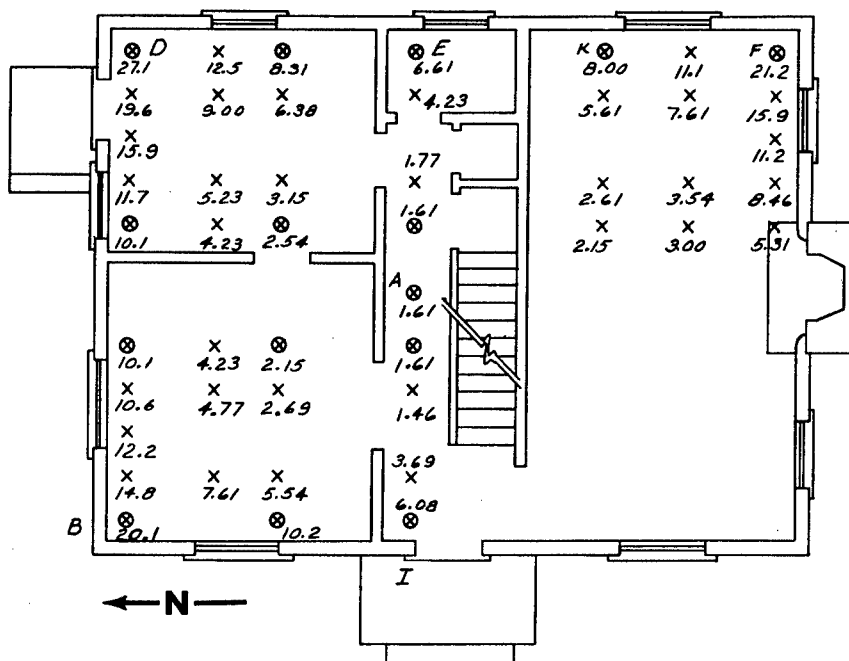 D E K F
27.1 12.5 8.31 6.61 8.00 11.1 21.2
19.6 9.00 6.38 4.23 5.61 7.61 15.9
15.9 11.2
1.77
11.7 5.23 3.15 2.61 3.54 8.46
1.61
10.1 4.23 2.54 2.15 3.00 5.31
A
1.61
10.1 4.23 2.15 1.61
10.6 4.77 2.69 1.46
12.2
3.69
14.8 7.61 5.54
6.08
B 20.1 10.2
I
N